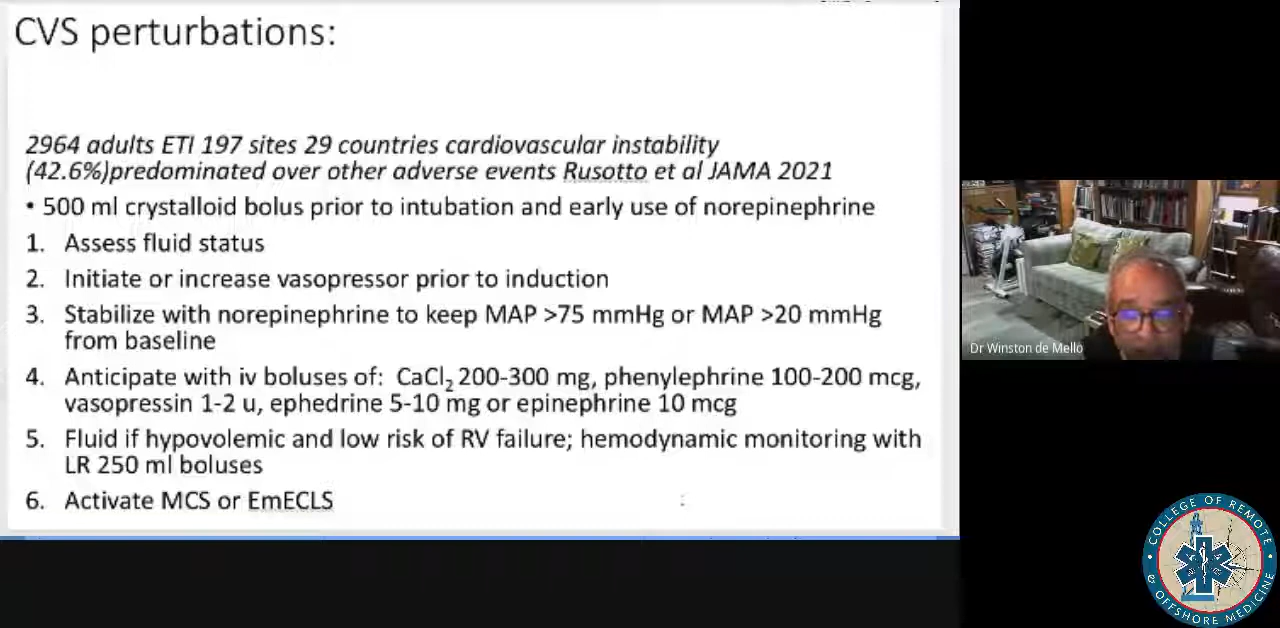 CVS perturbations:
2964 adults ETI 197 sites 29 countries cardiovascular instability
(42.6%)predominated over other adverse events Rusotto et al JAMA 2021
• 500 ml crystalloid bolus prior to intubation and early use of norepinephrine
1. Assess fluid status
2. Initiate or increase vasopressor prior to induction
3. Stabilize with norepinephrine to keep MAP >75 mmHg or MAP >20 mmHg
from baseline
4. Anticipate with iv boluses of: CaCl₂ 200-300 mg, phenylephrine 100-200 mcg,
vasopressin 1-2 u, ephedrine 5-10 mg or epinephrine 10 mcg
5. Fluid if hypovolemic and low risk of RV failure; hemodynamic monitoring with
LR 250 ml boluses
6. Activate MCS or EmECLS
Dr Winston de Mello
COLLEGE OF REMOTE
& OFFSHORE MEDICINE